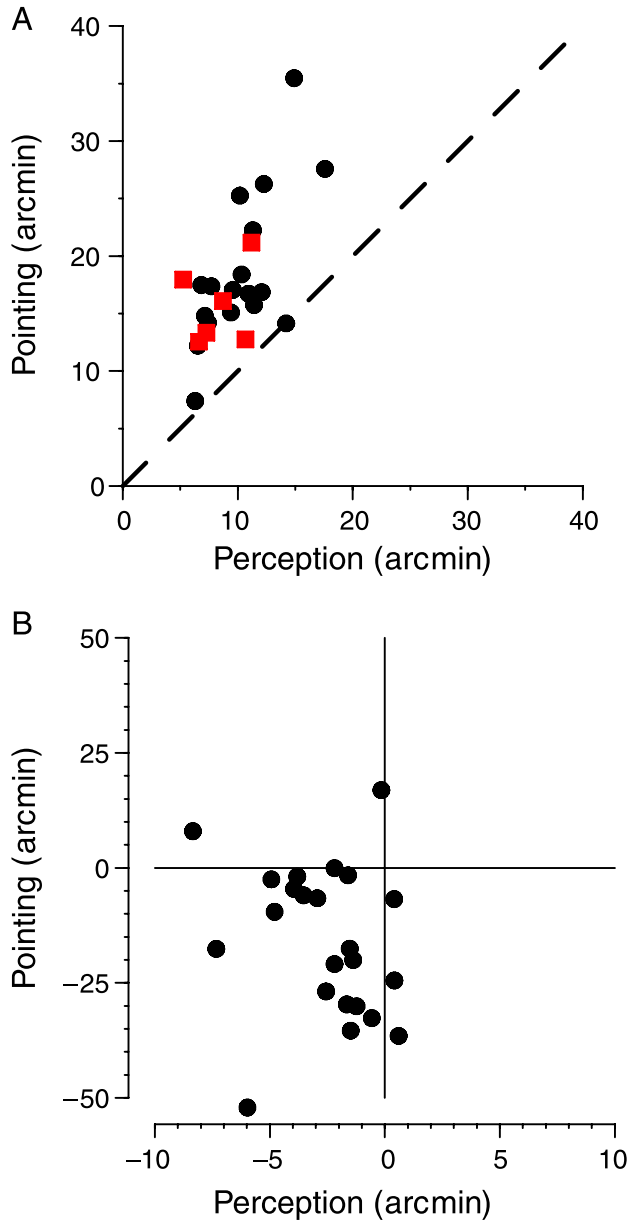 A
40
30
20
10
0
Pointing (arcmin)
0 10 20 30 40
Perception (arcmin)
B
50
25
0
−25
−50
Pointing (arcmin)
−10 −5 0 5 10
Perception (arcmin)